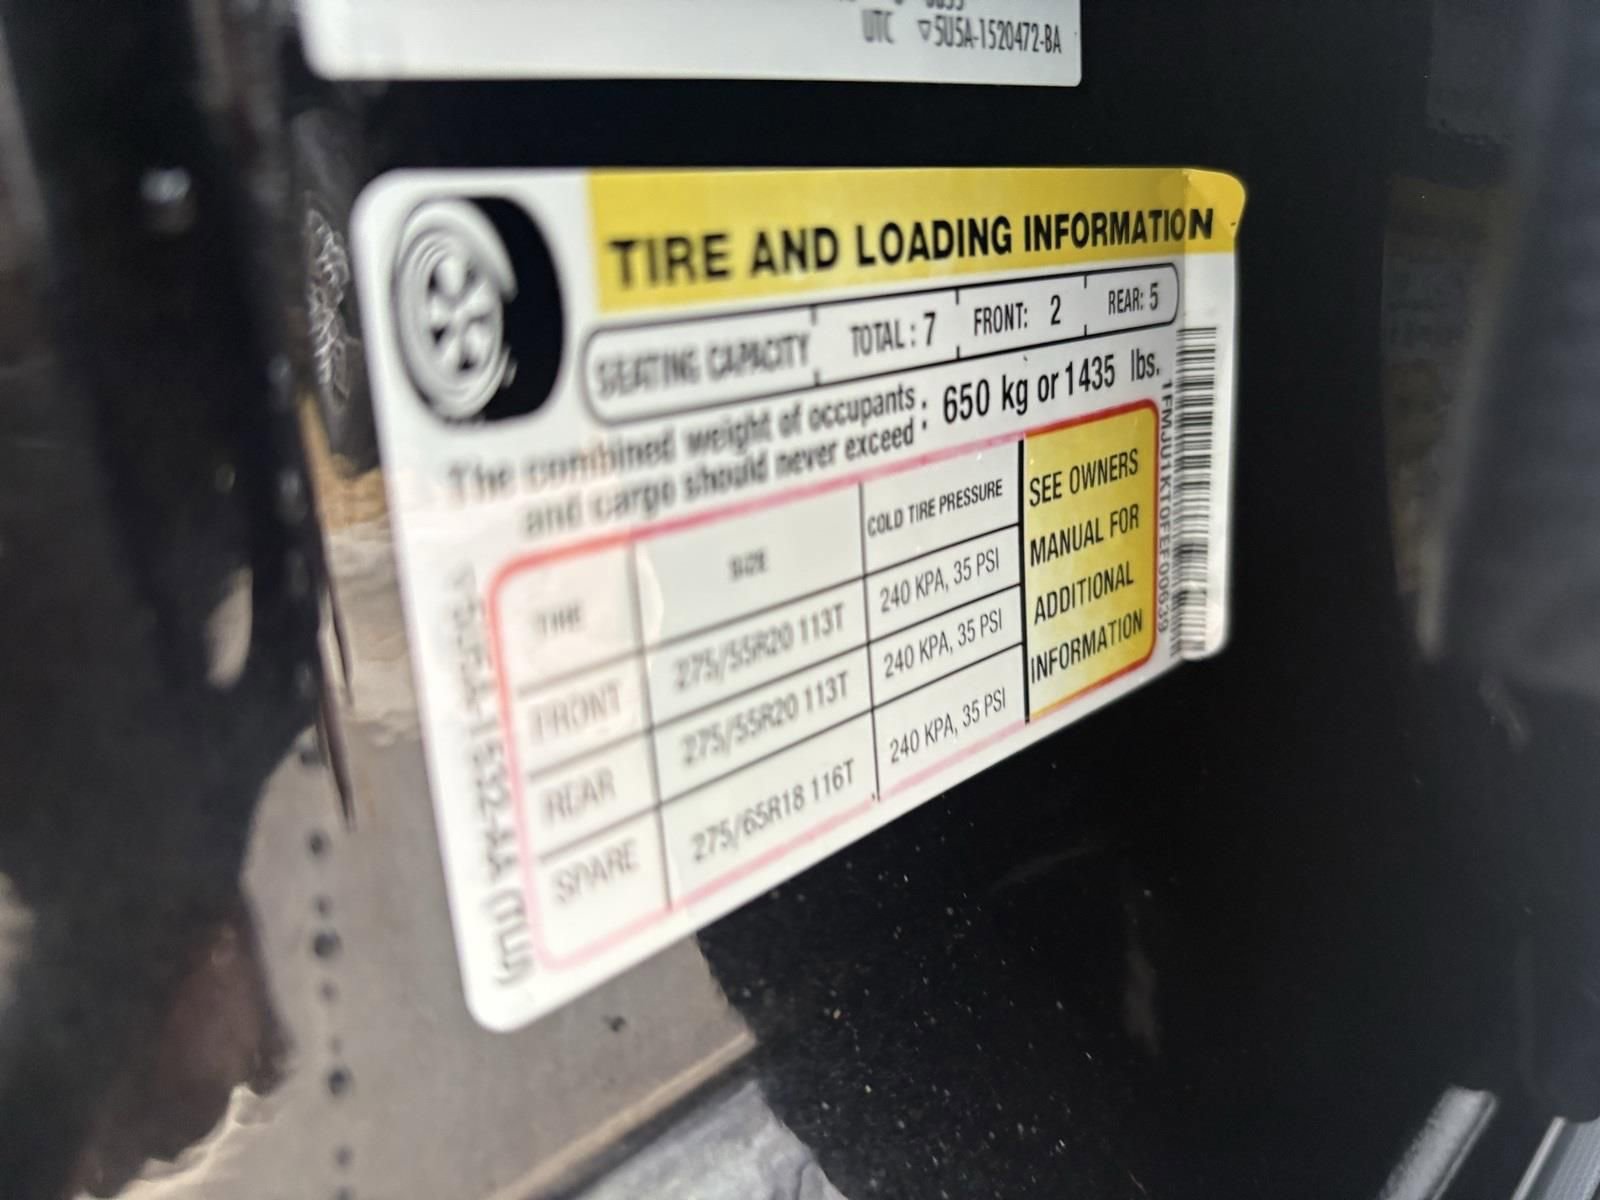 UTC ▽5U5A-1520472-BA
TIRE AND LOADING INFORMATION
SEATING CAPACITY TOTAL: 7 FRONT: 2 REAR: 5
The combined weight of occupants
and cargo should never exceed : 650 kg or 1435 lbs.
TIRE SIZE COLD TIRE PRESSURE
FRONT 275/55R20 113T 240 KPA, 35 PSI
REAR 275/55R20 113T 240 KPA, 35 PSI
SPARE 275/65R18 116T 240 KPA, 35 PSI
SEE OWNERS
MANUAL FOR
ADDITIONAL
INFORMATION
1FMJU1KT0EF00639